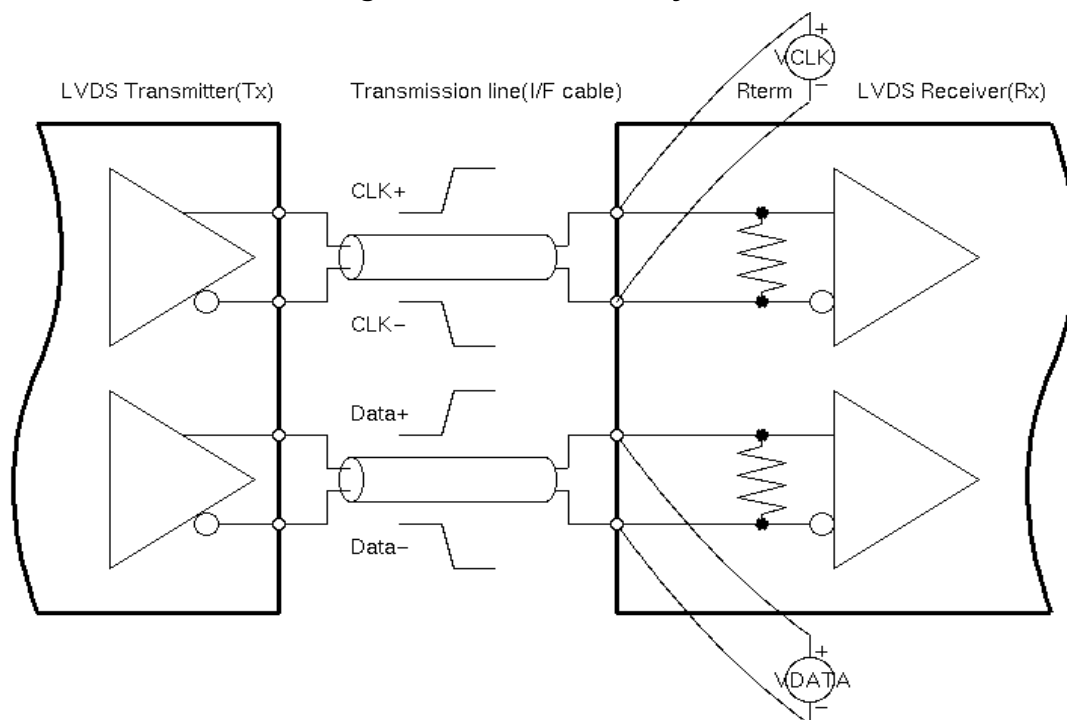 +
VCLK
−
LVDS Transmitter(Tx)
Transmission line(I/F cable)
Rterm
LVDS Receiver(Rx)
CLK+
CLK−
Data+
Data−
+
VDATA
−